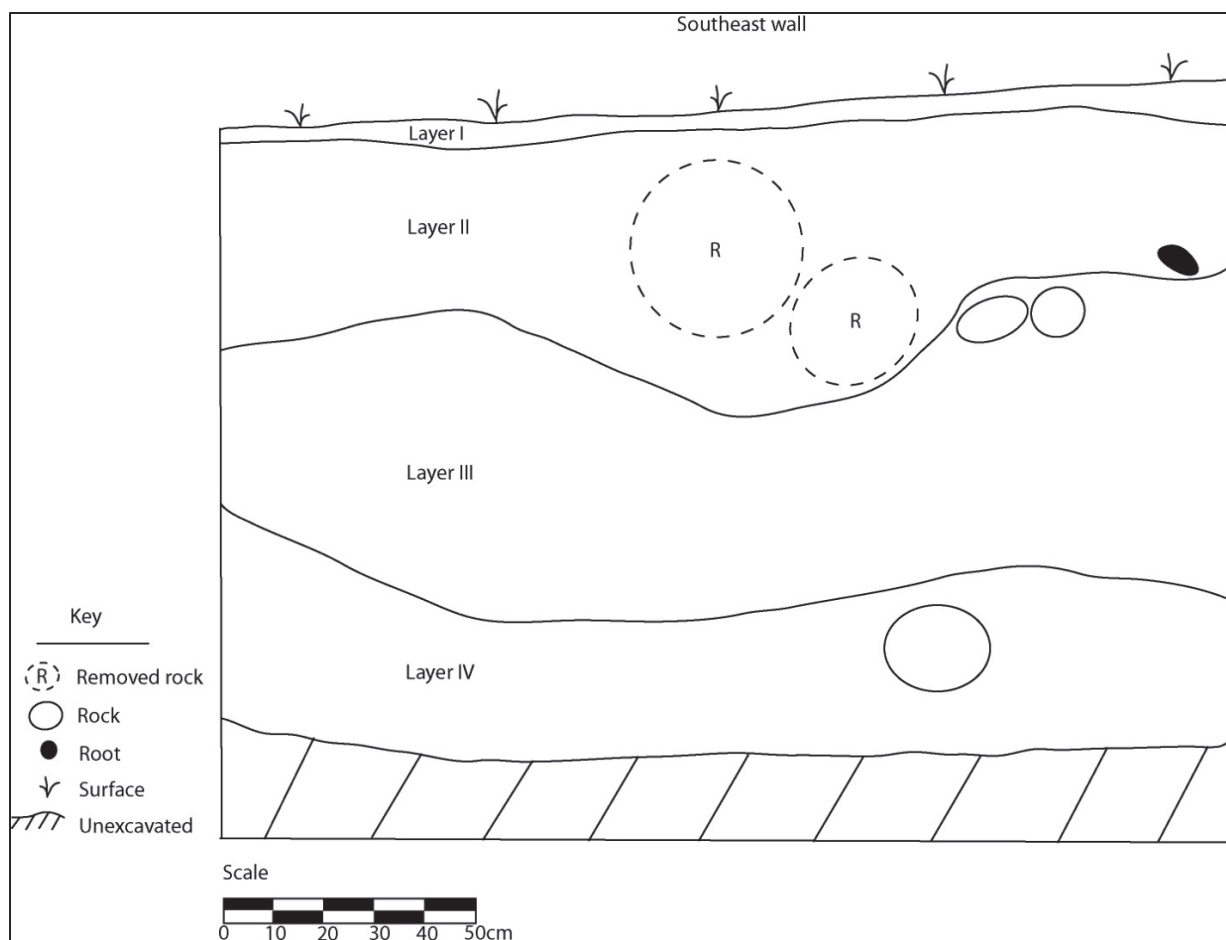 Southeast wall
Layer I
Layer II
R
R
Layer III
Layer IV
Key
R Removed rock
Rock
Root
Surface
Unexcavated
Scale
0 10 20 30 40 50cm